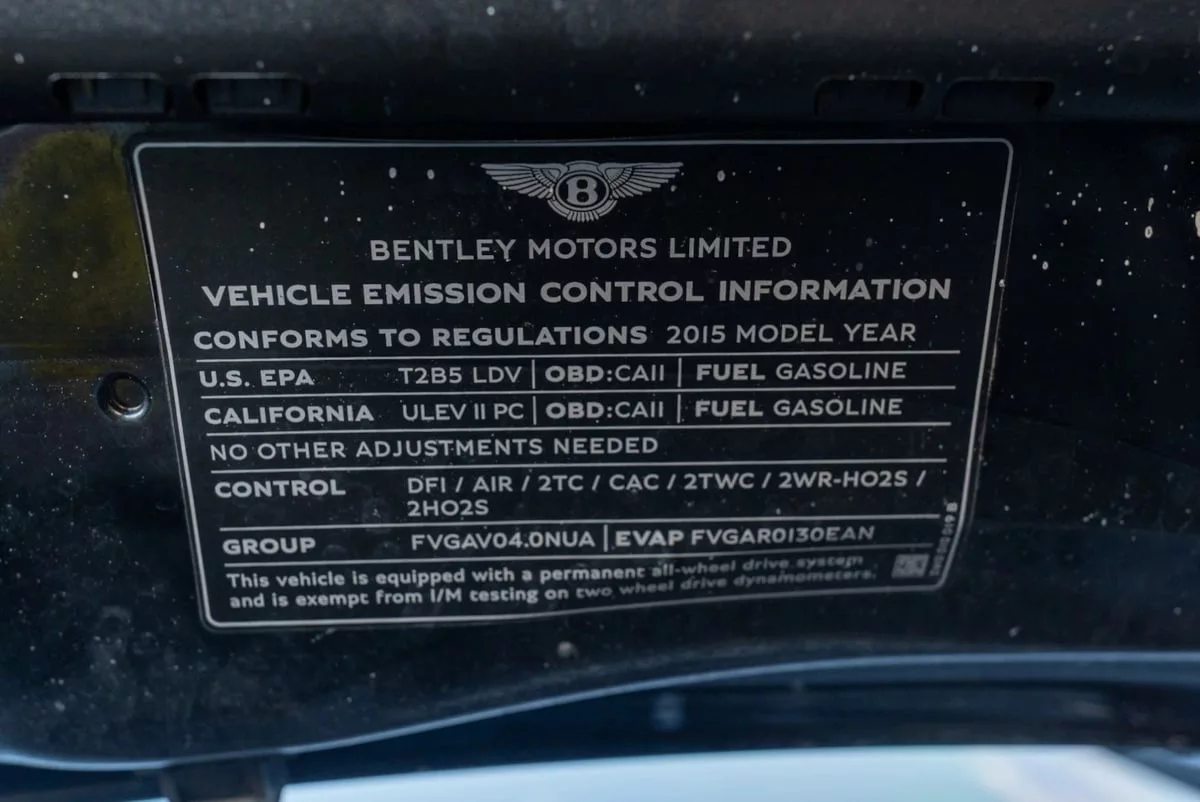 B
BENTLEY MOTORS LIMITED
VEHICLE EMISSION CONTROL INFORMATION
CONFORMS TO REGULATIONS 2015 MODEL YEAR
U.S. EPA T2B5 LDV OBD:CAII FUEL GASOLINE
CALIFORNIA ULEV II PC OBD:CAII FUEL GASOLINE
NO OTHER ADJUSTMENTS NEEDED
CONTROL DFI / AIR / 2TC / CAC / 2TWC / 2WR-HO2S /
2HO2S
GROUP FVGAV04.0NUA EVAP FVGAR0130EAN
This vehicle is equipped with a permanent all-wheel drive system
and is exempt from I/M testing on two wheel drive dynamometers.